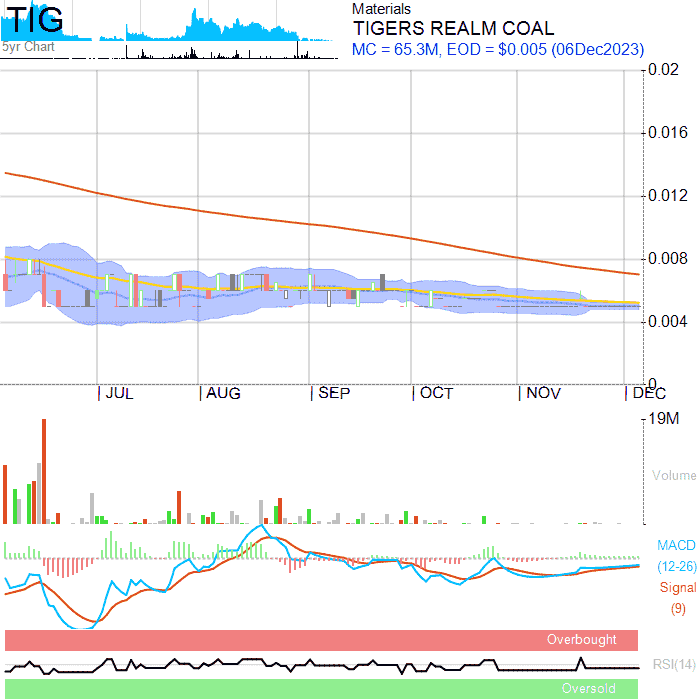 TIG
5yr Chart
Materials
TIGERS REALM COAL
MC = 65.3M, EOD = $0.005 (06Dec2023)
0.02
0.016
0.012
0.008
0.004
0
JUL
AUG
SEP
OCT
NOV
DEC
19M
Volume
MACD
(12-26)
Signal
(9)
Overbought
RSI(14)
Oversold